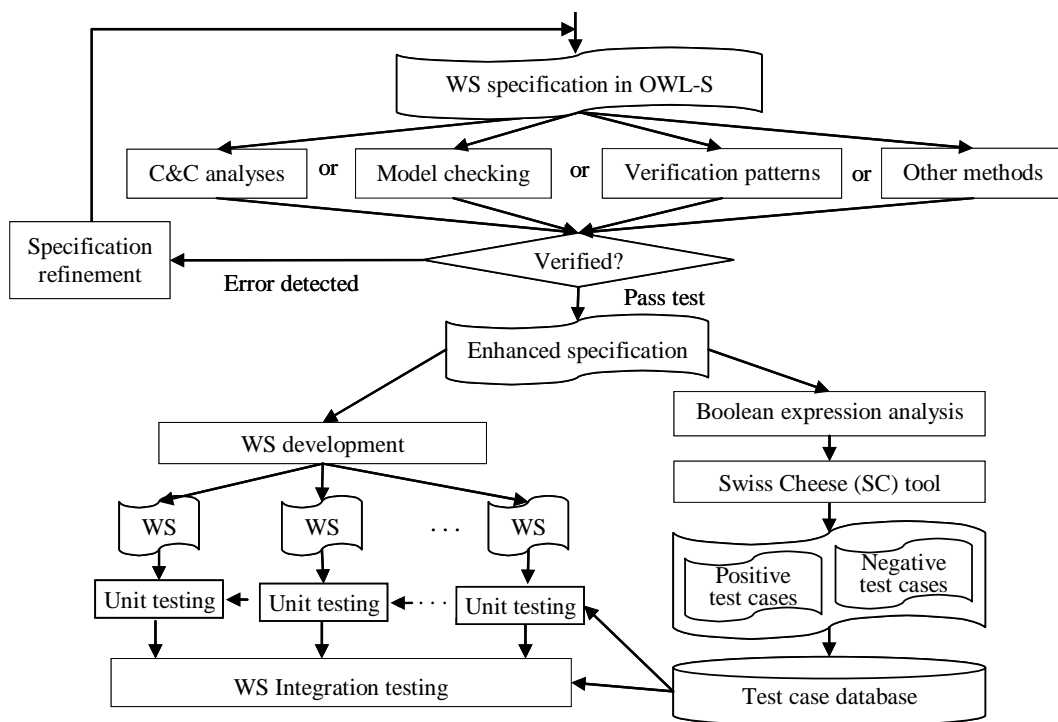 WS specification in OWL-S
C&C analyses
or
Model checking
or
Verification patterns
or
Other methods
Specification
refinement
Verified?
Error detected
Pass test
Enhanced specification
Boolean expression analysis
WS development
Swiss Cheese (SC) tool
WS
WS
. . .
WS
Positive
test cases
Negative
test cases
Unit testing
Unit testing
. . .
Unit testing
WS Integration testing
Test case database